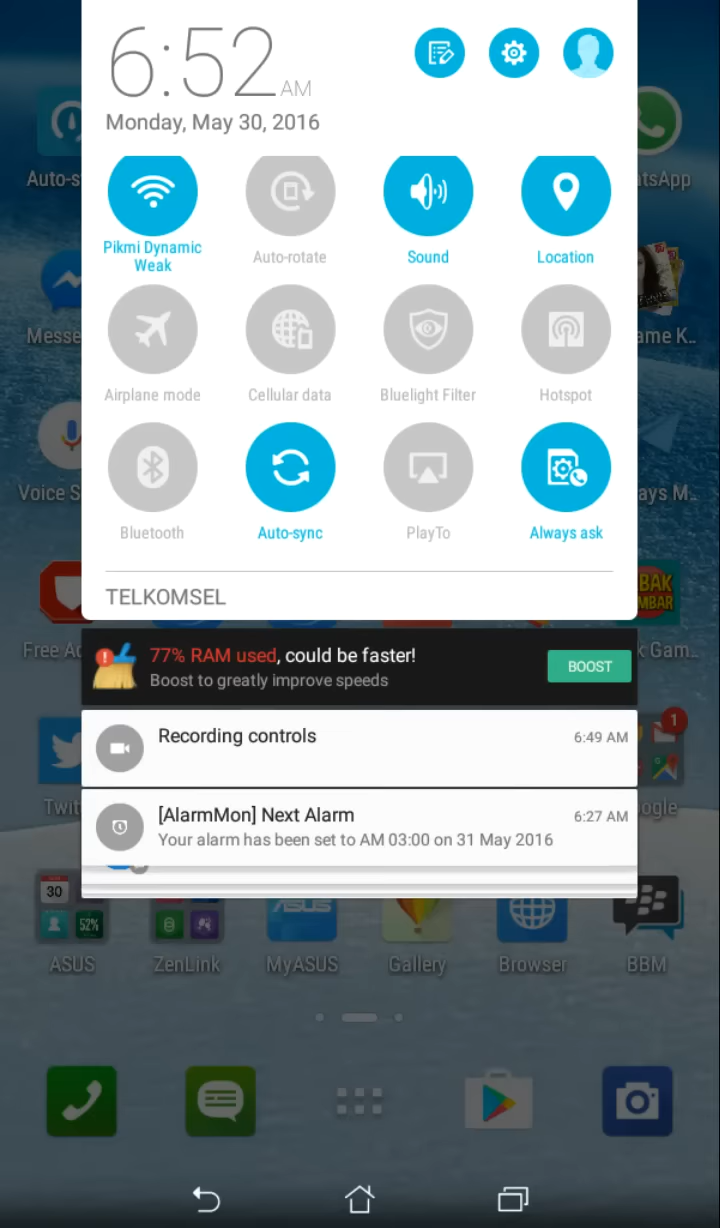 6:52 AM
Monday, May 30, 2016
Auto-s
atsApp
Pikmi Dynamic
Weak
Auto-rotate
Sound
Location
Messe
ame K..
Airplane mode
Cellular data
Bluelight Filter
Hotspot
Voice S
ays M..
Bluetooth
Auto-sync
PlayTo
Always ask
TELKOMSEL
BAK
MBAR
Free Ad
k Gam..
77% RAM used, could be faster!
Boost to greatly improve speeds
BOOST
Recording controls
6:49 AM
1
Twit
ogle
[AlarmMon] Next Alarm
6:27 AM
Your alarm has been set to AM 03:00 on 31 May 2016
30
52%
ASUS
ASUS
ZenLink
MyASUS
Gallery
Browser
BBM